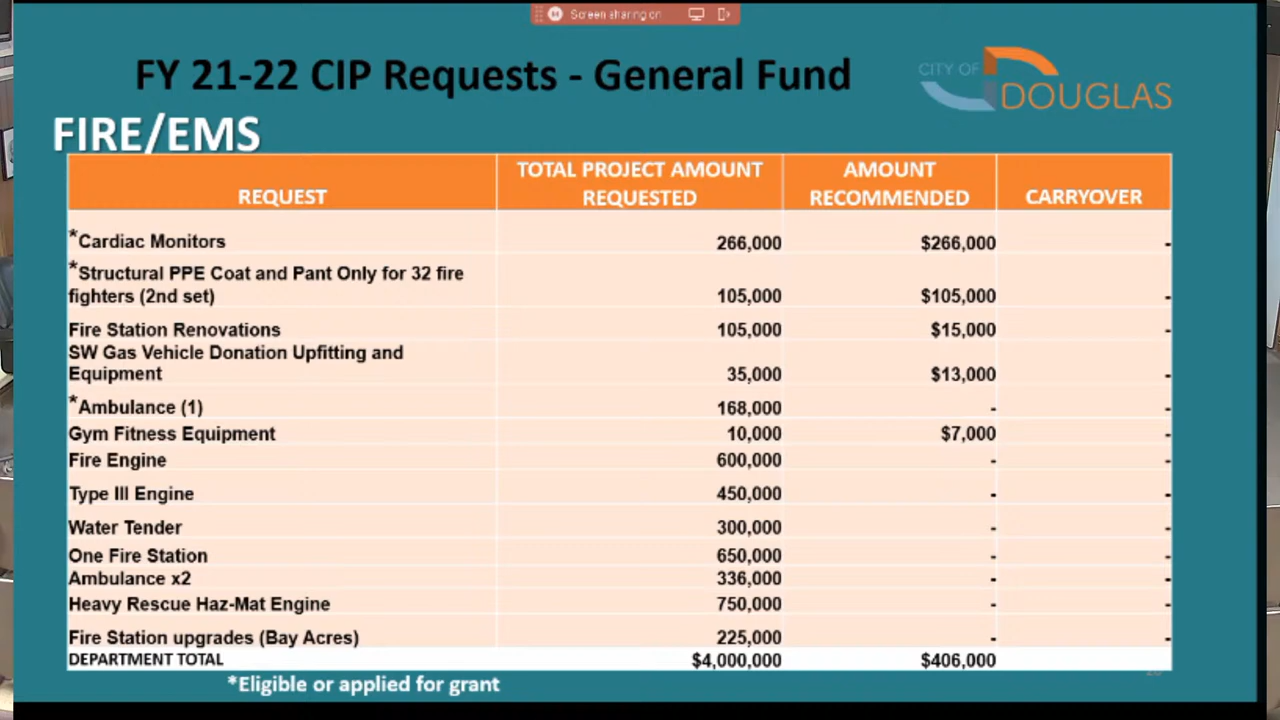 Screen sharing on
FY 21-22 CIP Requests - General Fund
CITY OF
DOUGLAS
FIRE/EMS
REQUEST TOTAL PROJECT AMOUNT REQUESTED AMOUNT RECOMMENDED CARRYOVER
*Cardiac Monitors 266,000 $266,000 -
*Structural PPE Coat and Pant Only for 32 fire
fighters (2nd set) 105,000 $105,000 -
Fire Station Renovations 105,000 $15,000 -
SW Gas Vehicle Donation Upfitting and
Equipment 35,000 $13,000 -
*Ambulance (1) 168,000 - -
Gym Fitness Equipment 10,000 $7,000 -
Fire Engine 600,000 - -
Type III Engine 450,000 - -
Water Tender 300,000 - -
One Fire Station 650,000 - -
Ambulance x2 336,000 - -
Heavy Rescue Haz-Mat Engine 750,000 - -
Fire Station upgrades (Bay Acres) 225,000 - -
DEPARTMENT TOTAL $4,000,000 $406,000
*Eligible or applied for grant